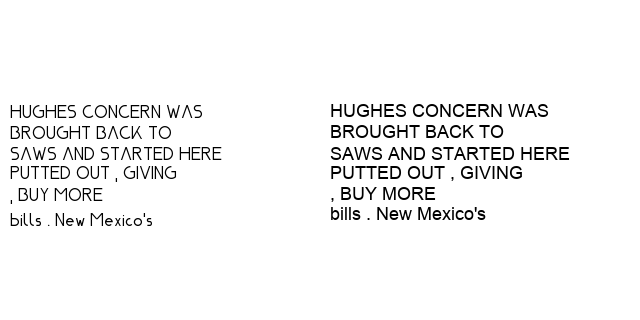 HUGHES CONCERN WAS
BROUGHT BACK TO
SAWS AND STARTED HERE
PUTTED OUT , GIVING
, BUY MORE
bills . New Mexico's
HUGHES CONCERN WAS
BROUGHT BACK TO
SAWS AND STARTED HERE
PUTTED OUT , GIVING
, BUY MORE
bills . New Mexico's